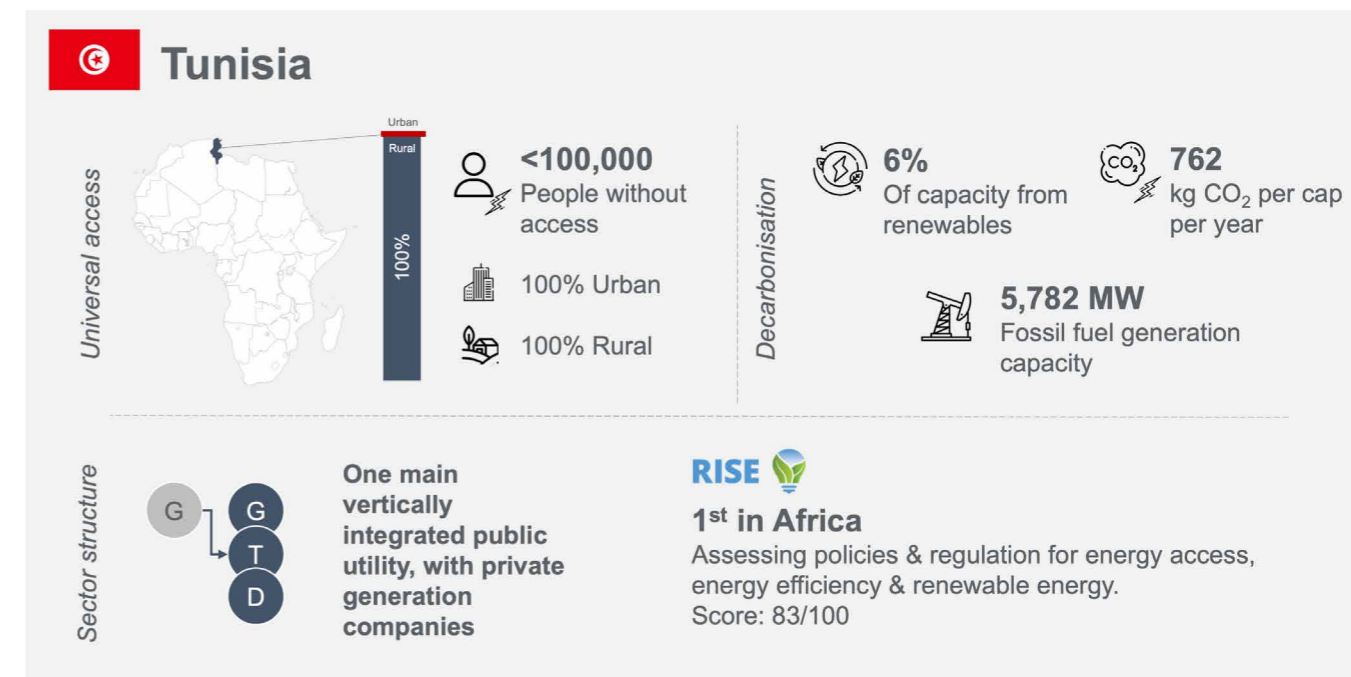 Tunisia
Universal access
Urban
Rural
100%
<100,000
People without
access
100% Urban
100% Rural
Decarbonisation
6%
Of capacity from
renewables
CO₂
762
kg CO₂ per cap
per year
5,782 MW
Fossil fuel generation
capacity
Sector structure
G
G
T
D
One main
vertically
integrated public
utility, with private
generation
companies
RISE
1st in Africa
Assessing policies & regulation for energy access,
energy efficiency & renewable energy.
Score: 83/100